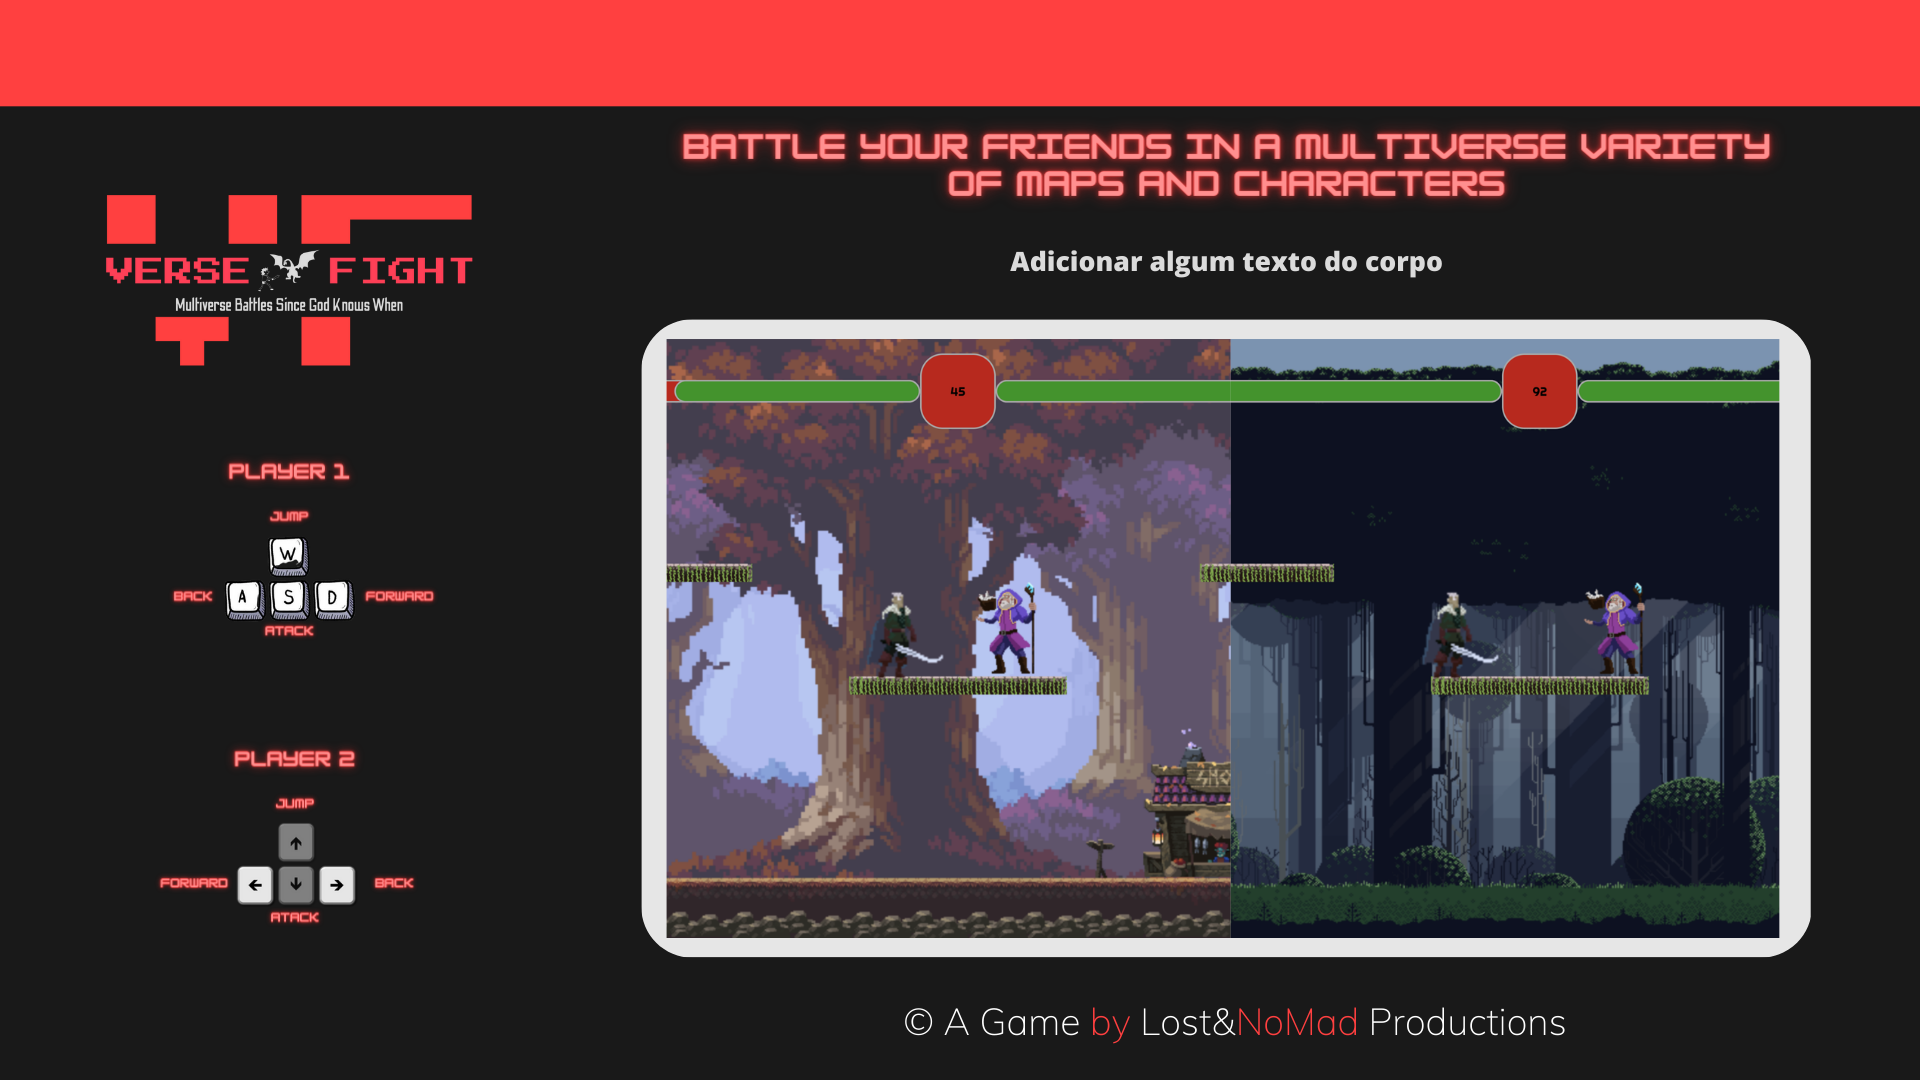 BATTLE YOUR FRIENDS IN A MULTIVERSE VARIETY
OF MAPS AND CHARACTERS
Adicionar algum texto do corpo
VERSE FIGHT
Multiverse Battles Since God Knows When
PLAYER 1
JUMP
W
BACK A S D FORWARD
ATACK
PLAYER 2
JUMP
↑
FORWARD ← ↓ → BACK
ATACK
45
92
© A Game by Lost&NoMad Productions